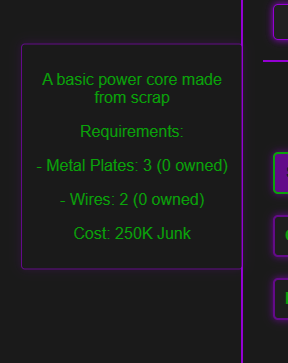 A basic power core made
from scrap
Requirements:
- Metal Plates: 3 (0 owned)
- Wires: 2 (0 owned)
Cost: 250K Junk